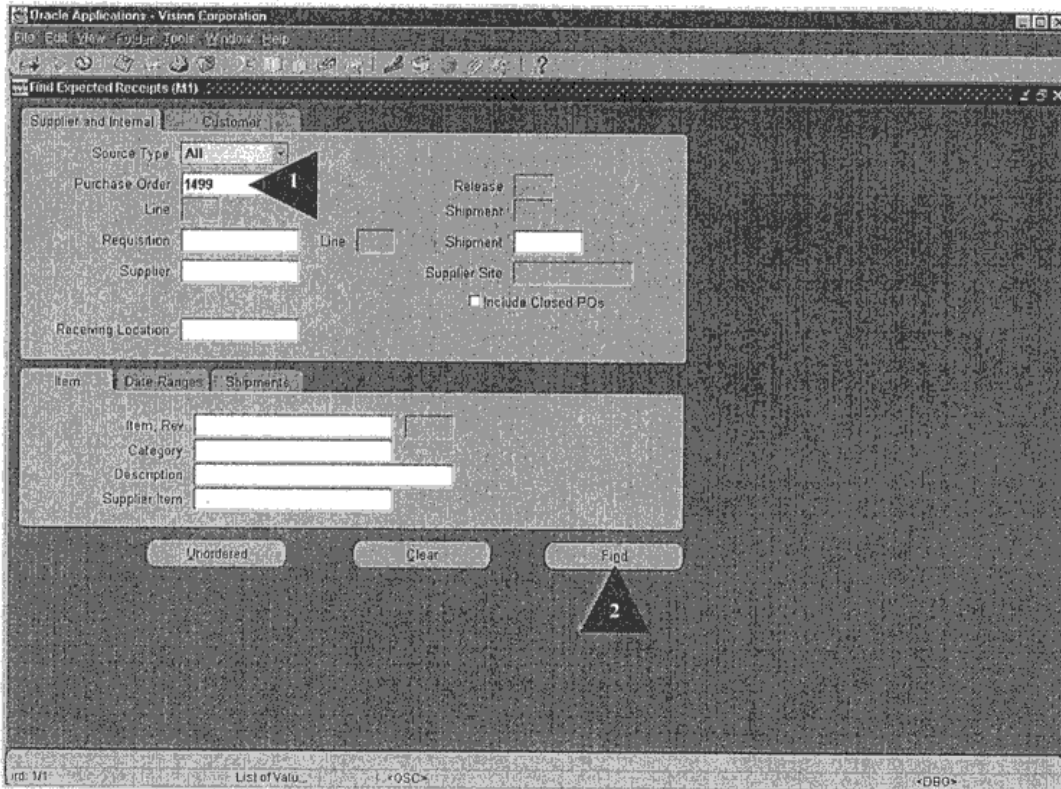 Oracle Applications - Vision Corporation
File Edit View Folder Tools Window Help
Find Expected Receipts (M1)
Supplier and Internal Customer
Source Type All
Purchase Order 1499 1 Release
Line Shipment
Requisition Line Shipment
Supplier Supplier Site
Include Closed POs
Receiving Location
Item Date Ranges Shipments
Item, Rev
Category
Description
Supplier Item
Unordered Clear Find
2
List of Valu... <OSC> <DBG>